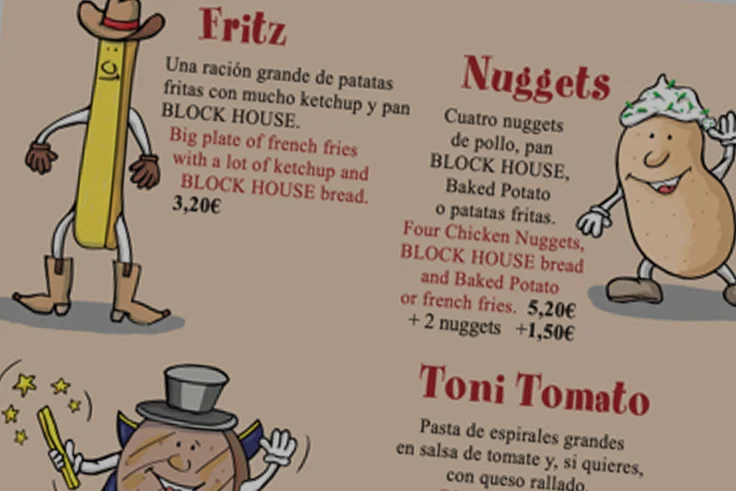 Fritz
Una ración grande de patatas
fritas con mucho ketchup y pan
BLOCK HOUSE.
Big plate of french fries
with a lot of ketchup and
BLOCK HOUSE bread.
3,20€
Nuggets
Cuatro nuggets
de pollo, pan
BLOCK HOUSE,
Baked Potato
o patatas fritas.
Four Chicken Nuggets,
BLOCK HOUSE bread
and Baked Potato
or french fries. 5,20€
+ 2 nuggets +1,50€
Toni Tomato
Pasta de espirales grandes
en salsa de tomate y, si quieres,
con queso rallado.